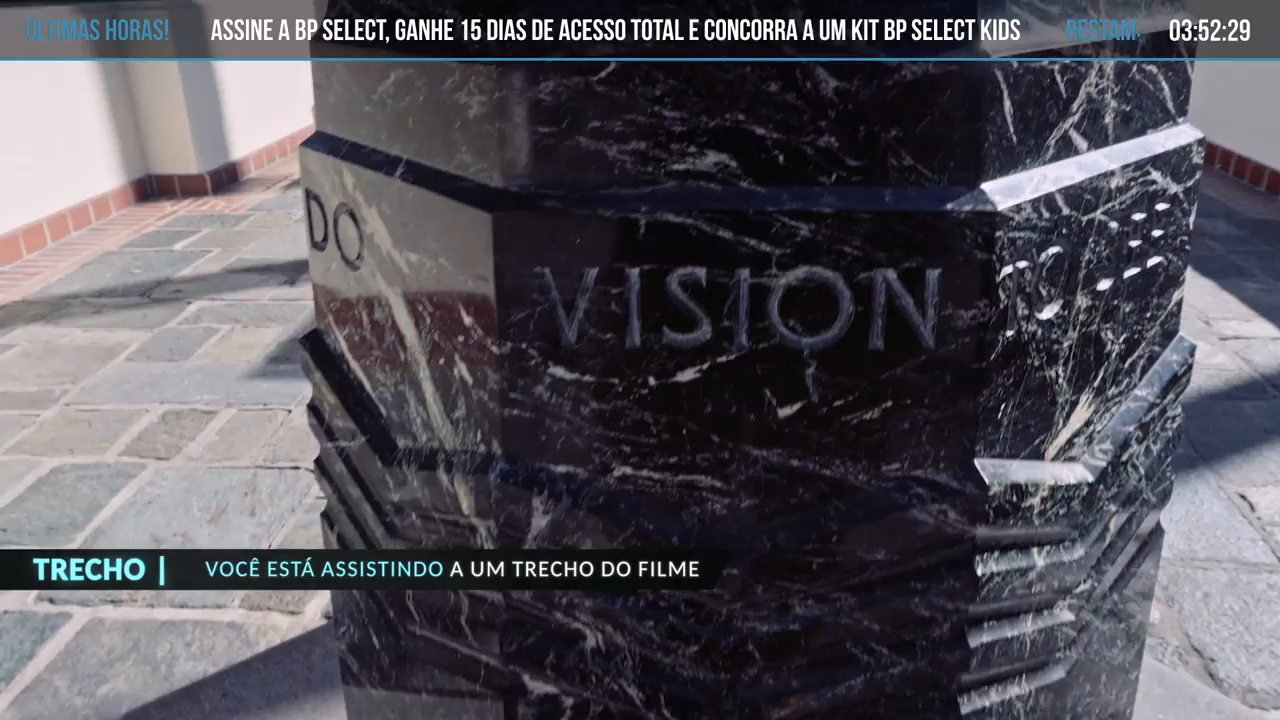 ÚLTIMAS HORAS! ASSINE A BP SELECT, GANHE 15 DIAS DE ACESSO TOTAL E CONCORRA A UM KIT BP SELECT KIDS RESTAM: 03:52:29
DO VISION
TRECHO | VOCÊ ESTÁ ASSISTINDO A UM TRECHO DO FILME